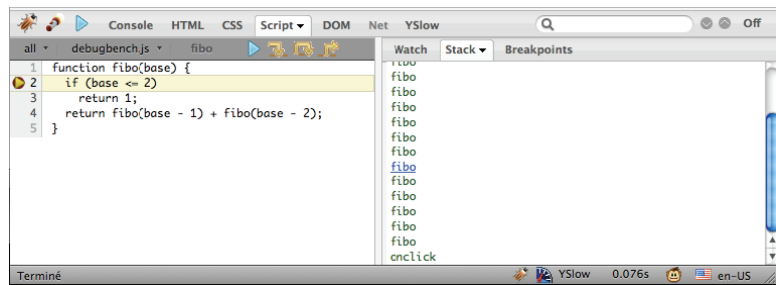 Console HTML CSS Script DOM Net YSlow Off
all debugbench.js fibo
Watch Stack Breakpoints
1 function fibo(base) {
2 if (base <= 2)
3 return 1;
4 return fibo(base - 1) + fibo(base - 2);
5 }
fibo
fibo
fibo
fibo
fibo
fibo
fibo
fibo
fibo
fibo
fibo
fibo
fibo
onclick
Terminé YSlow 0.076s en-US